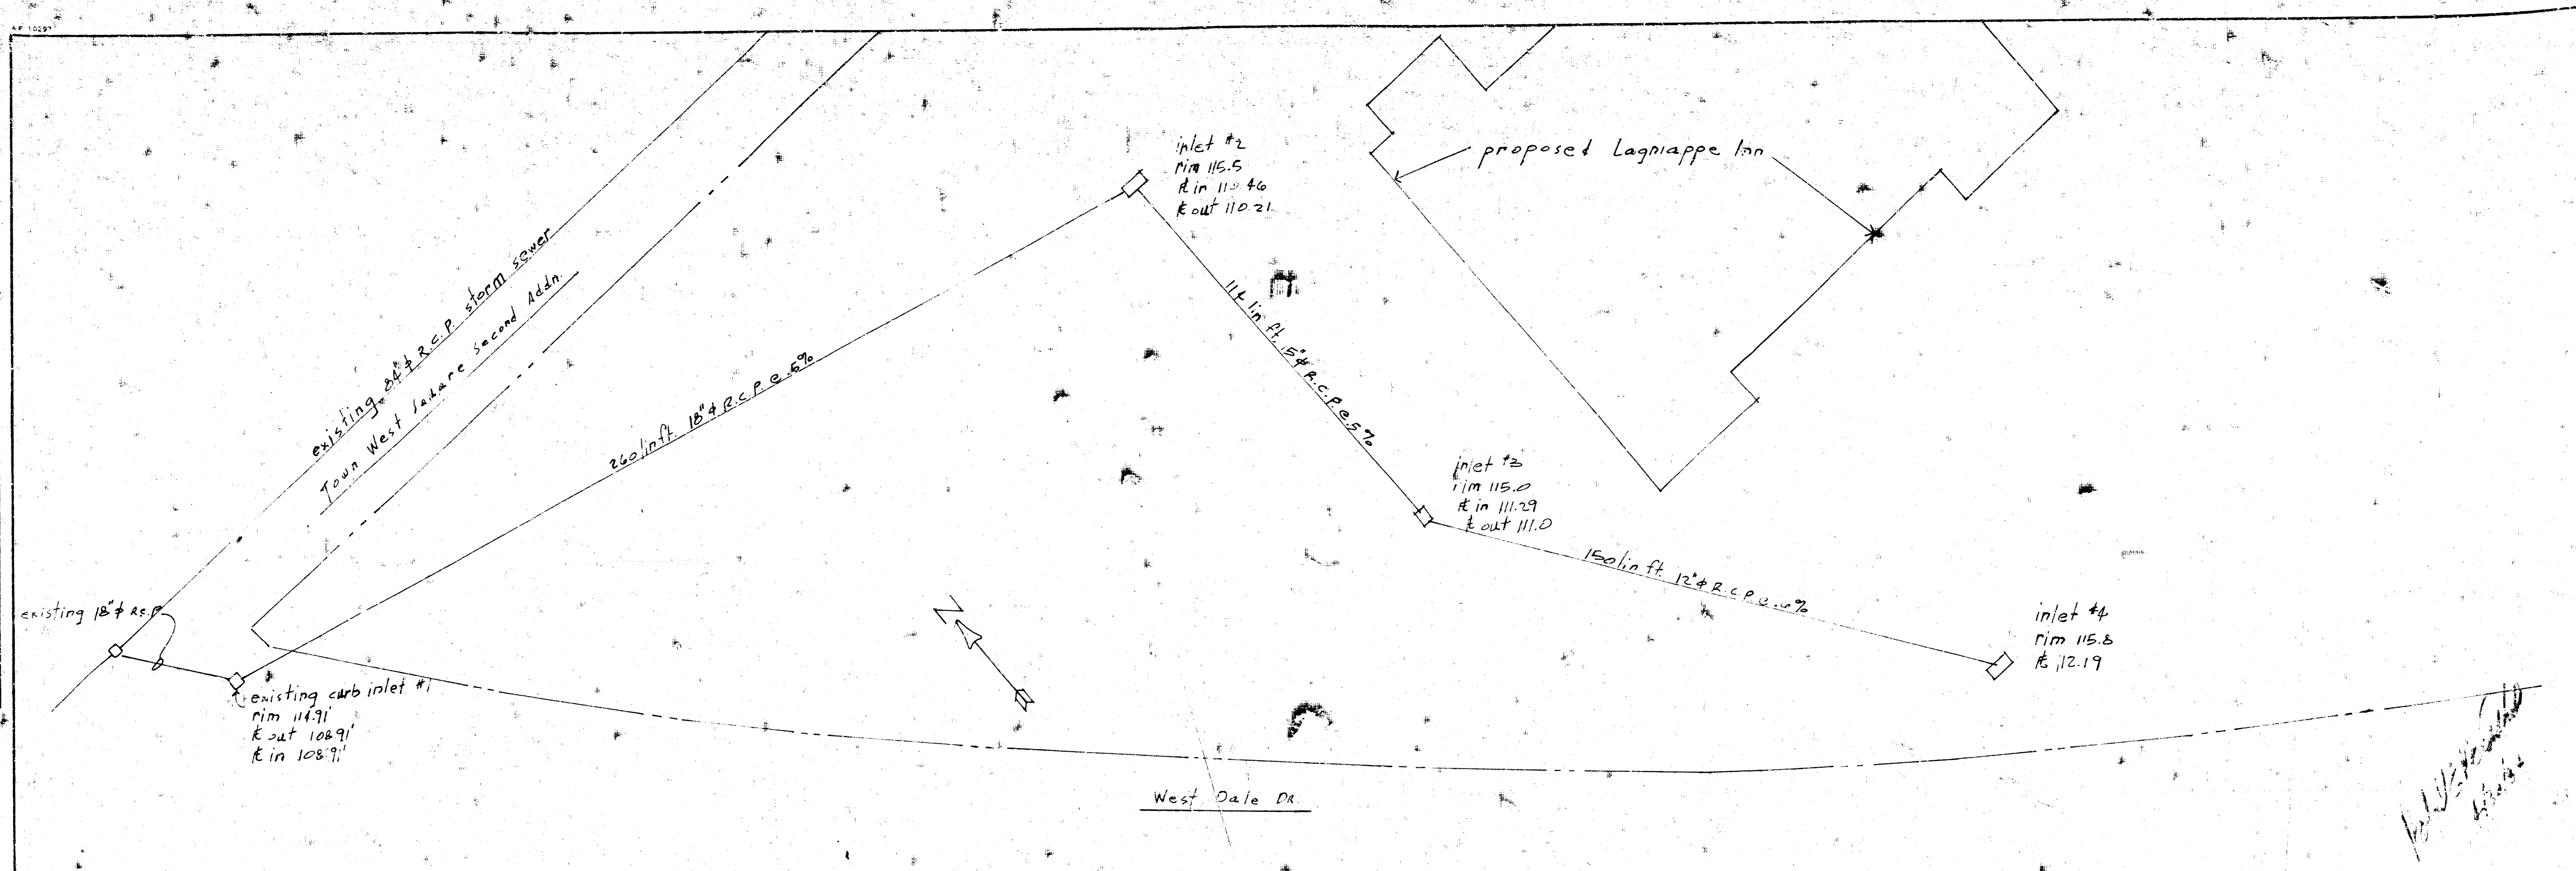 AP 10297
inlet #2
rim 115.5
℄ in 110.46
℄ out 110.21
proposed Lagniappe Inn
existing 84"φ R.C.P. storm sewer
Town West Square Second Addn.
260 lin ft. 18"φ R.C.P. @ .5%
114 lin ft. 15"φ R.C.P. @ .5%
inlet #3
rim 115.0
℄ in 111.29
℄ out 111.0
150 lin ft. 12"φ R.C.P. @ .6%
inlet #4
rim 115.8
℄ 112.19
existing 18"φ R.C.P.
N
existing curb inlet #1
rim 114.91'
℄ out 108.91'
℄ in 108.91'
West Dale DR.